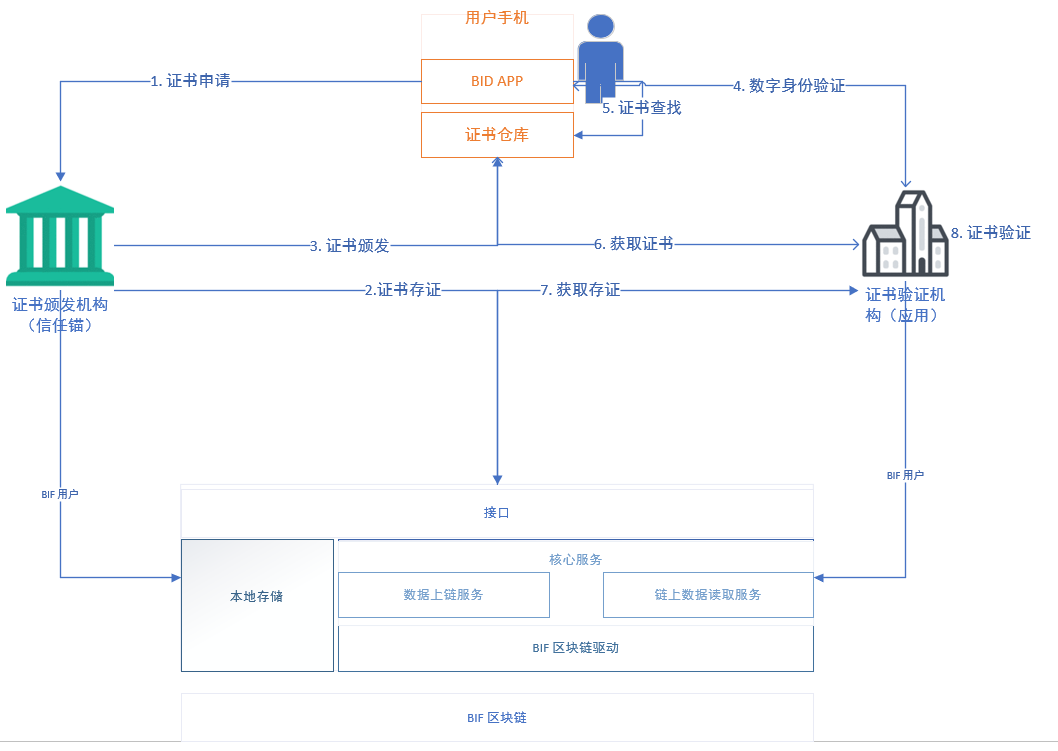 用户手机
1. 证书申请
BID APP
4. 数字身份验证
5. 证书查找
证书仓库
3. 证书颁发
6. 获取证书
8. 证书验证
2.证书存证
7. 获取存证
证书颁发机构
（信任锚）
证书验证机
构（应用）
BIF 用户
BIF 用户
接口
核心服务
本地存储
数据上链服务
链上数据读取服务
BIF 区块链驱动
BIF 区块链